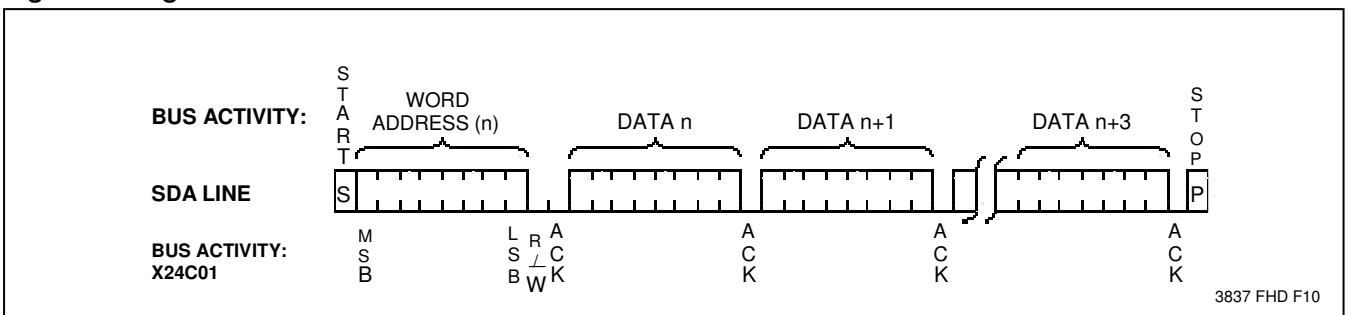 START
WORD
ADDRESS (n)
BUS ACTIVITY:
DATA n
DATA n+1
DATA n+3
STOP
SDA LINE
S
P
BUS ACTIVITY:
X24C01
MSB
LSB
R/W
ACK
ACK
ACK
ACK
3837 FHD F10